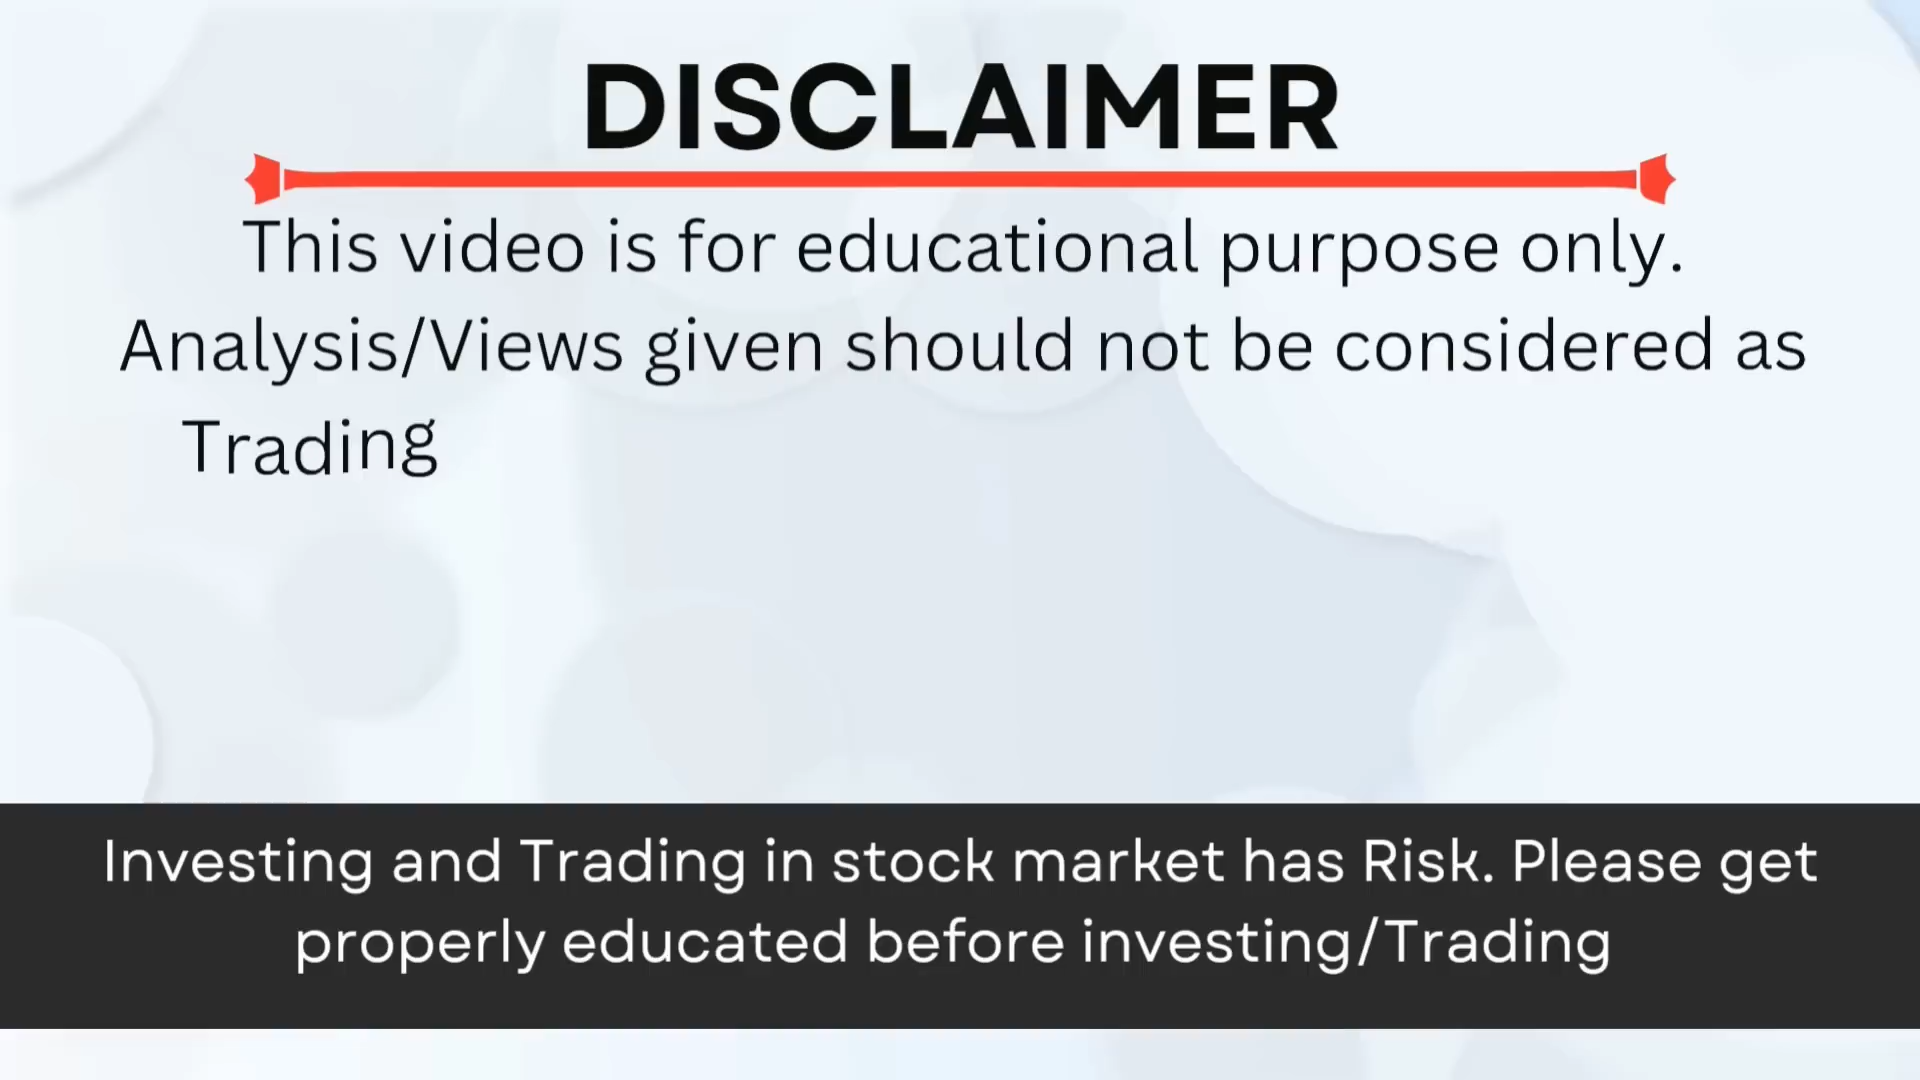 DISCLAIMER
This video is for educational purpose only.
Analysis/Views given should not be considered as
Trading
Investing and Trading in stock market has Risk. Please get
properly educated before investing/Trading